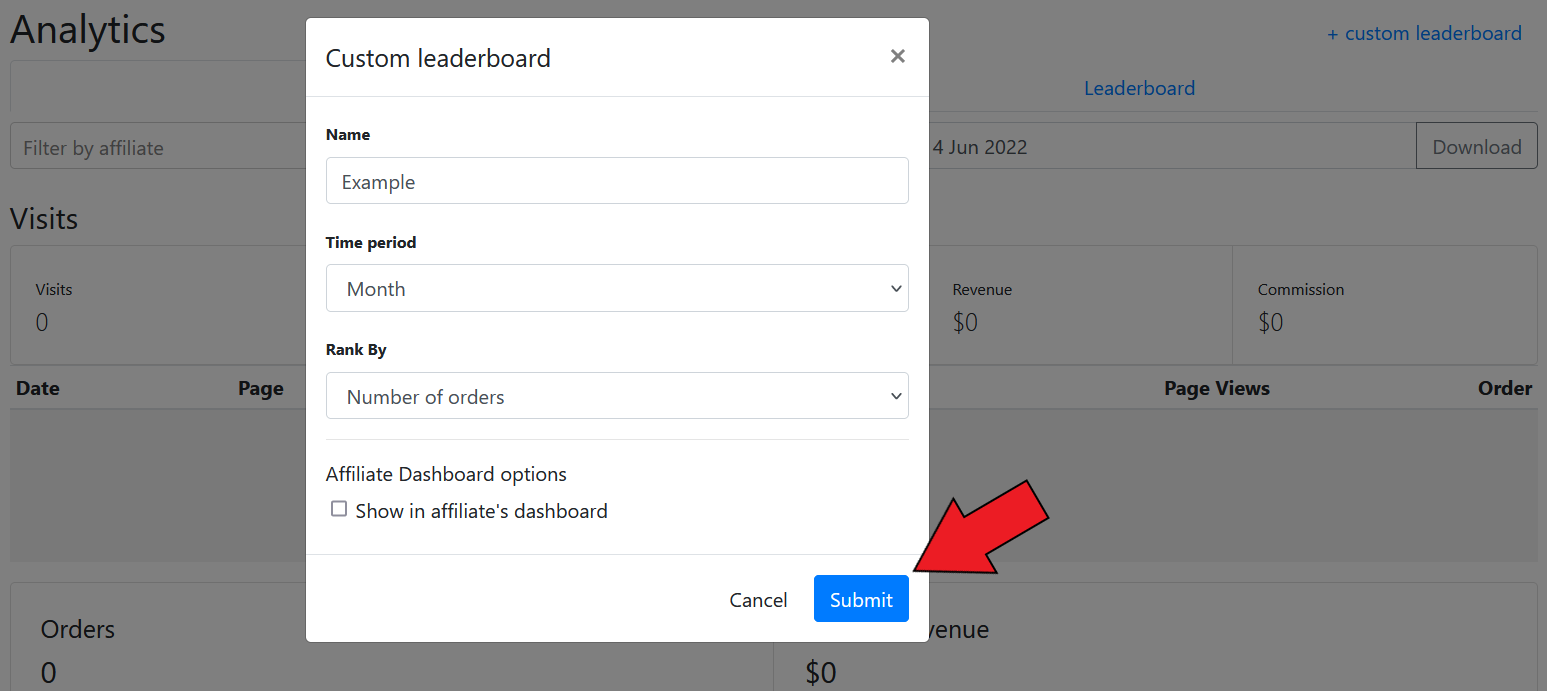 Analytics
+ custom leaderboard
Leaderboard
Filter by affiliate
4 Jun 2022
Download
Visits
Visits
0
Revenue
$0
Commission
$0
Date Page Page Views Order
Orders
0
$0
Custom leaderboard
×
Name
Example
Time period
Month
Rank By
Number of orders
Affiliate Dashboard options
Show in affiliate's dashboard
Cancel Submit